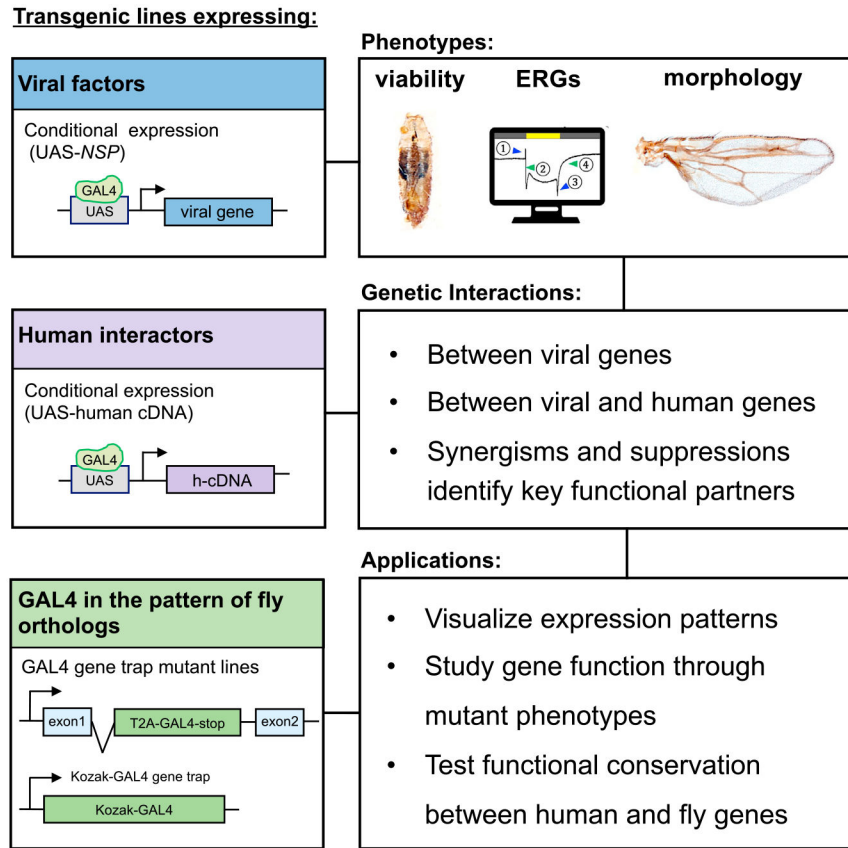 Transgenic lines expressing:
Viral factors
Conditional expression
(UAS-NSP)
GAL4
UAS
viral gene
Phenotypes:
viability
ERGs
morphology
①
②
③
④
Human interactors
Conditional expression
(UAS-human cDNA)
GAL4
UAS
h-cDNA
Genetic Interactions:
• Between viral genes
• Between viral and human genes
• Synergisms and suppressions
identify key functional partners
GAL4 in the pattern of fly
orthologs
GAL4 gene trap mutant lines
exon1
T2A-GAL4-stop
exon2
Kozak-GAL4 gene trap
Kozak-GAL4
Applications:
• Visualize expression patterns
• Study gene function through
mutant phenotypes
• Test functional conservation
between human and fly genes